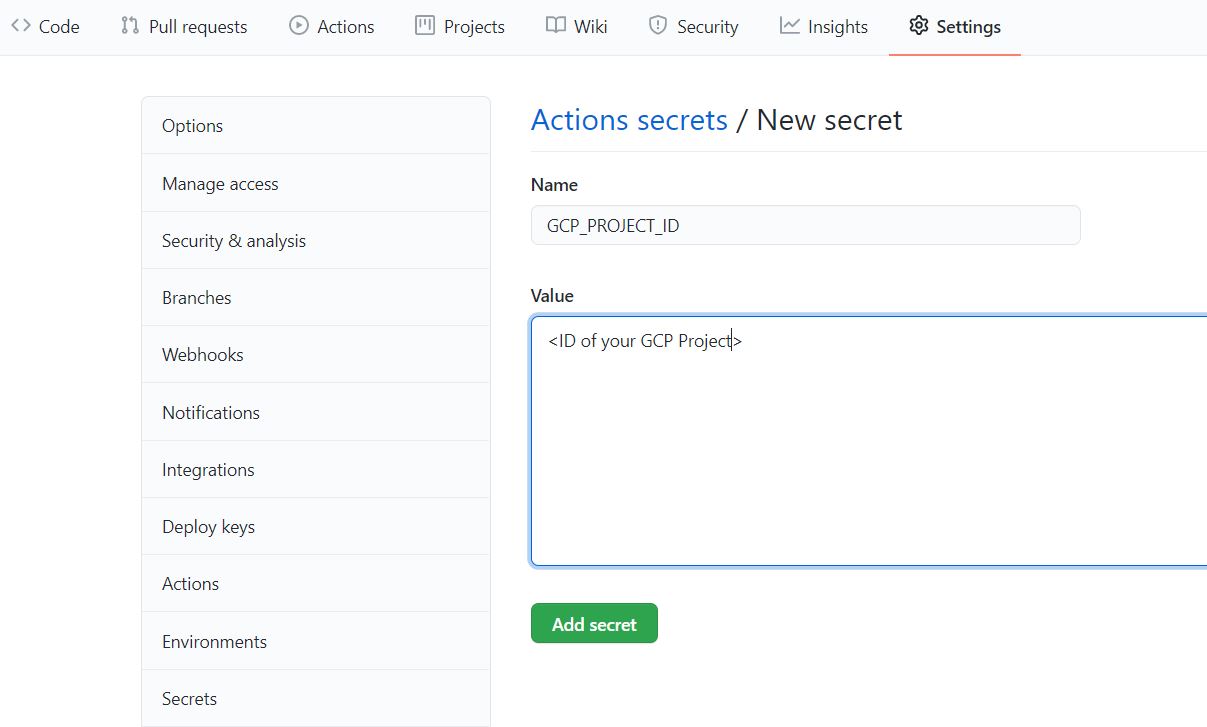 Code Pull requests Actions Projects Wiki Security Insights Settings
Options
Manage access
Security & analysis
Branches
Webhooks
Notifications
Integrations
Deploy keys
Actions
Environments
Secrets
Actions secrets / New secret
Name
GCP_PROJECT_ID
Value
<ID of your GCP Project>
Add secret